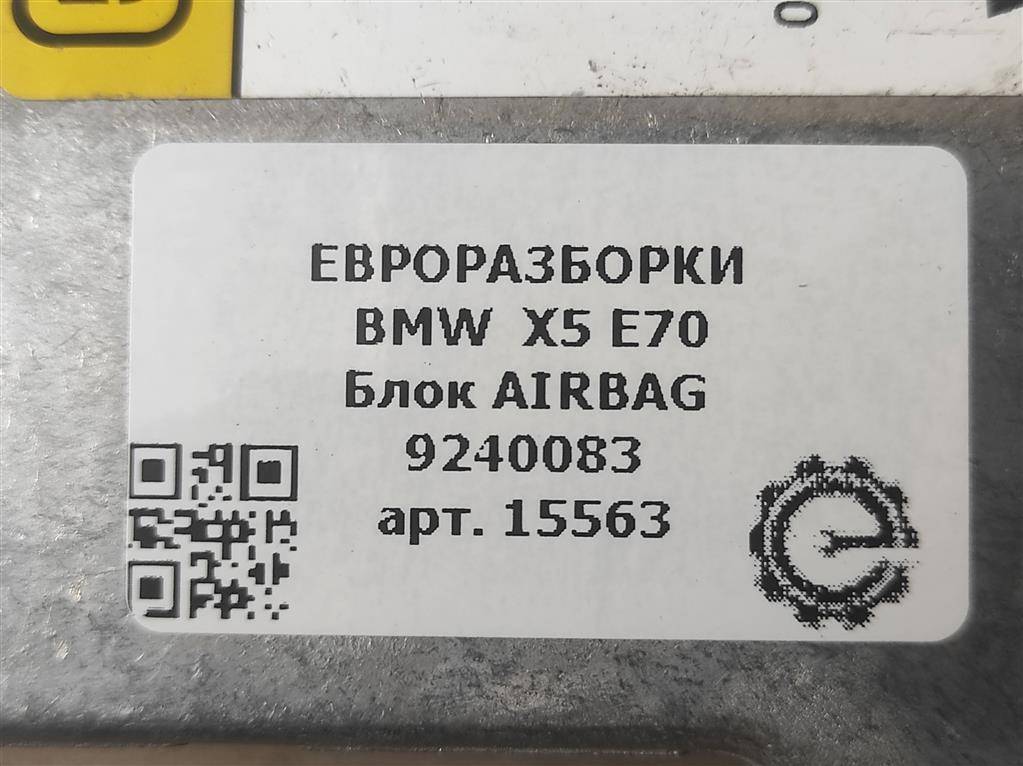 ЕВРОРАЗБОРКИ
BMW X5 E70
Блок AIRBAG
9240083
арт. 15563